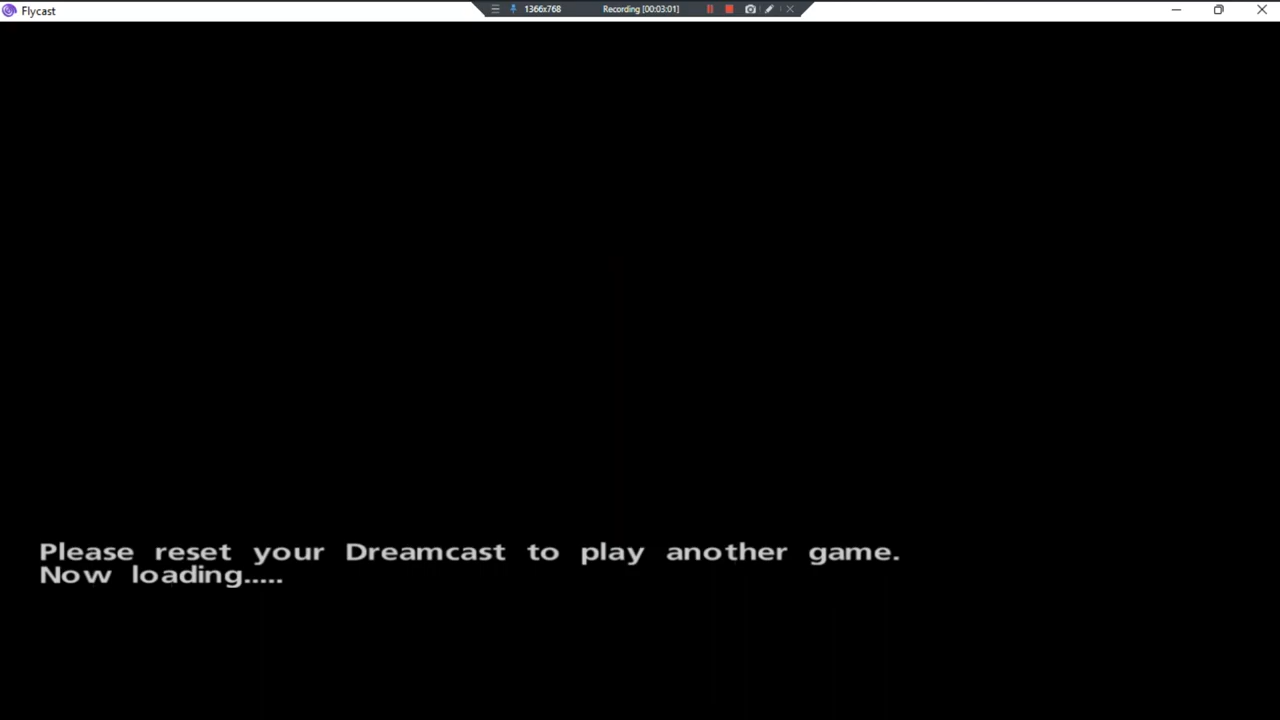 Flycast
1366x768
Recording [00:03:01]
Please reset your Dreamcast to play another game.
Now loading.....